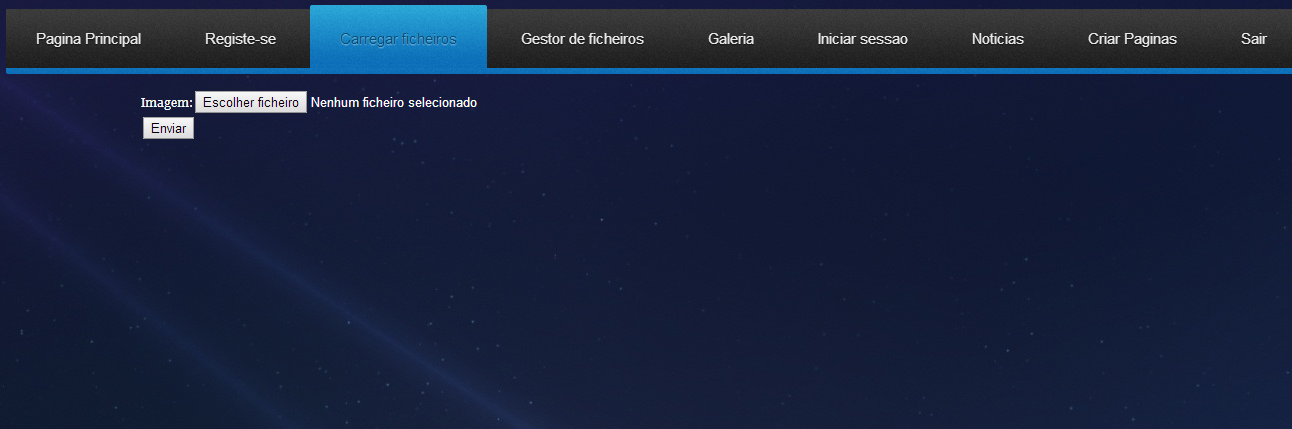 Pagina Principal Registe-se Carregar ficheiros Gestor de ficheiros Galeria Iniciar sessao Noticias Criar Paginas Sair
Imagem: Escolher ficheiro Nenhum ficheiro selecionado
Enviar